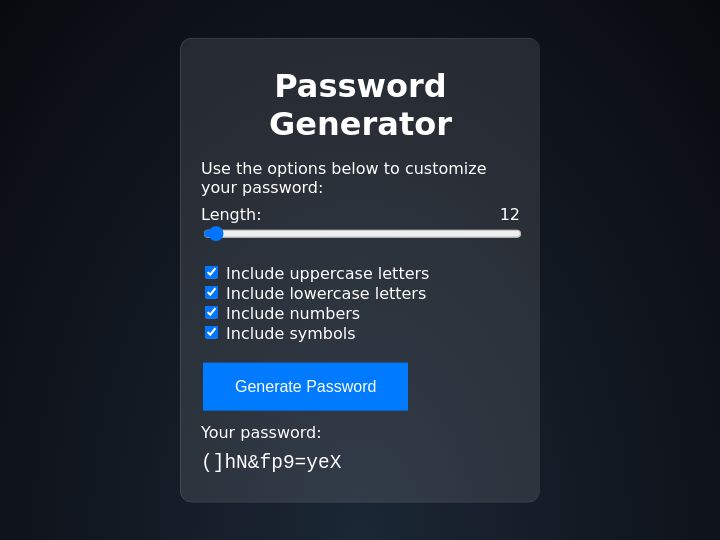 Password
Generator
Use the options below to customize
your password:
Length: 12
Include uppercase letters
Include lowercase letters
Include numbers
Include symbols
Generate Password
Your password:
(]hN&fp9=yeX